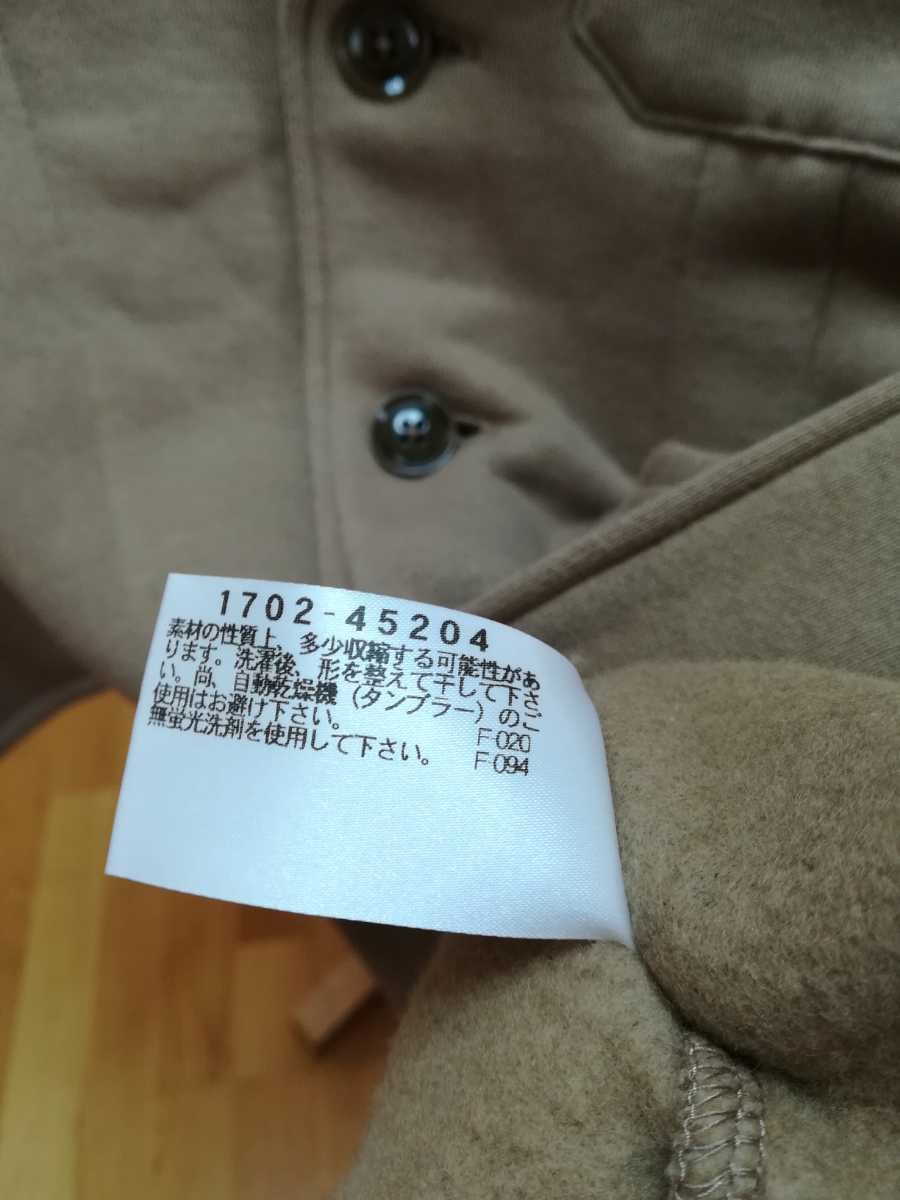 1702-45204
素材の性質上、多少収縮する可能性があ
ります。洗濯後、形を整えて干して下さ
い。尚、自動乾燥機(タンブラー)のご
使用はお避け下さい。 F020
無蛍光洗剤を使用して下さい。 F094